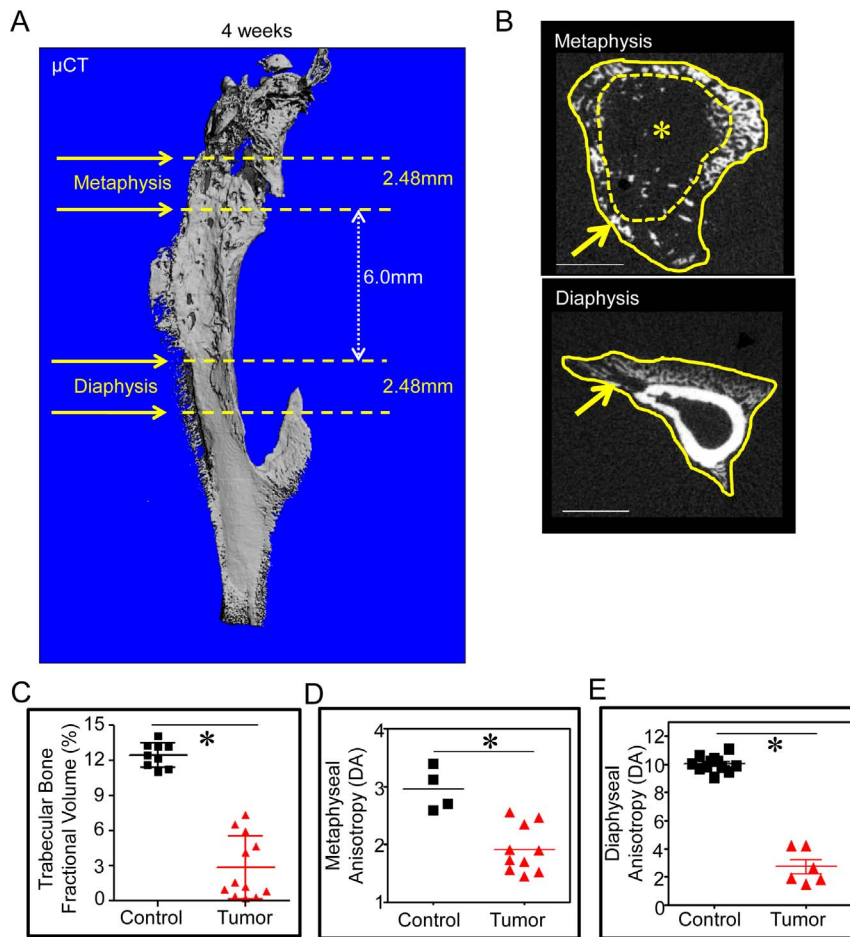 A
4 weeks
µCT
Metaphysis
2.48mm
6.0mm
Diaphysis
2.48mm
B
Metaphysis
*
Diaphysis
C
Trabecular Bone
Fractional Volume (%)
15
12
9
6
3
0
*
Control
Tumor
D
Metaphyseal
Anisotropy (DA)
4
3
2
1
*
Control
Tumor
E
Diaphyseal
Anisotropy (DA)
12
10
8
6
4
2
0
*
Control
Tumor